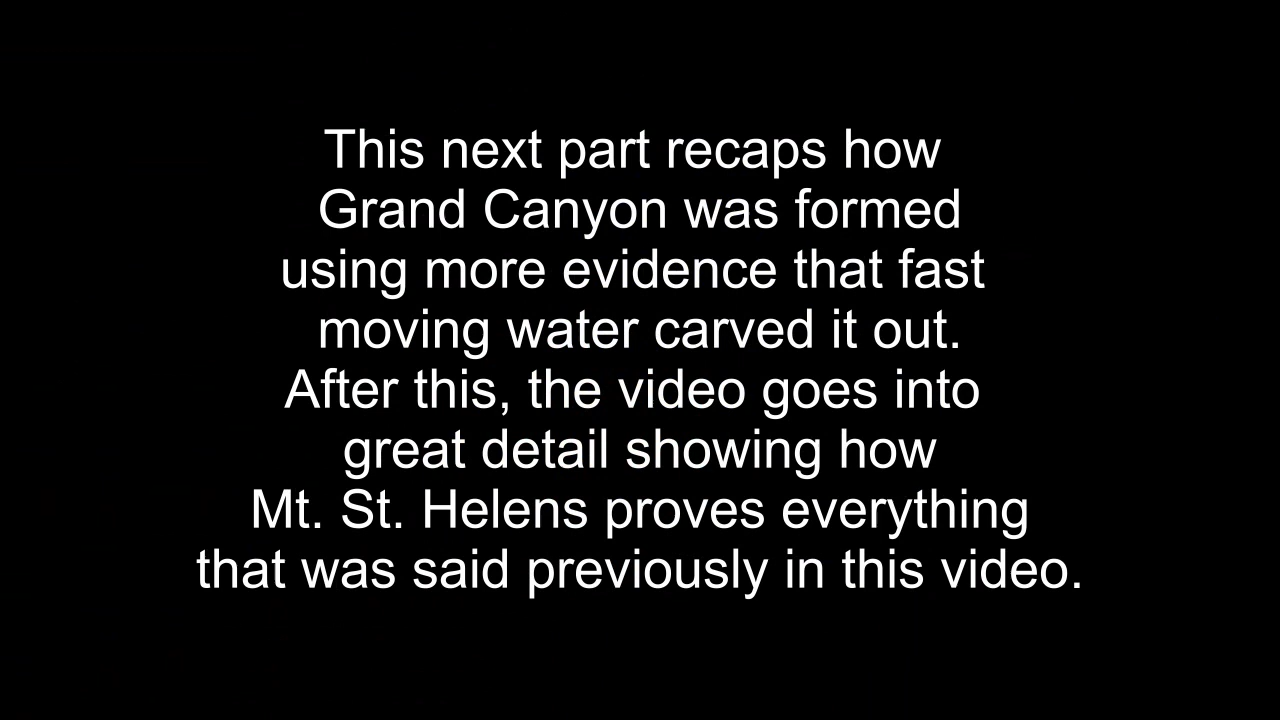 This next part recaps how
Grand Canyon was formed
using more evidence that fast
moving water carved it out.
After this, the video goes into
great detail showing how
Mt. St. Helens proves everything
that was said previously in this video.